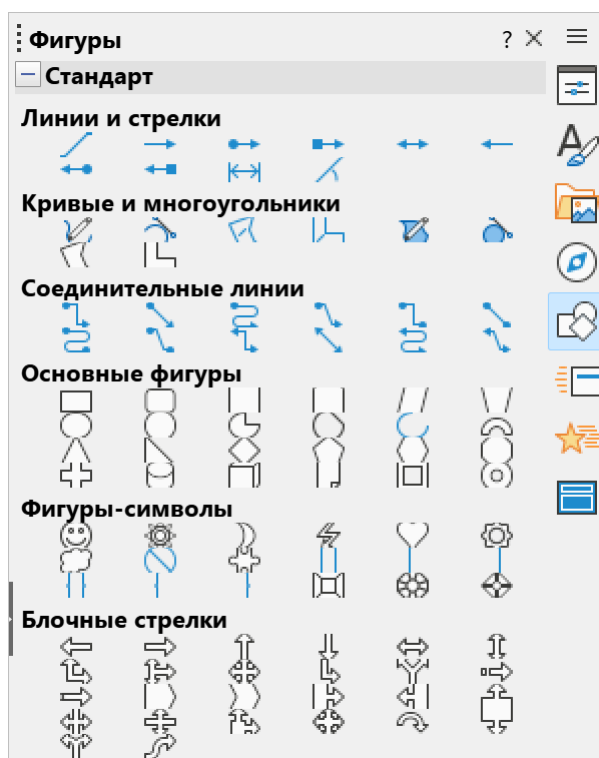 Фигуры
Стандарт
Линии и стрелки
Кривые и многоугольники
Соединительные линии
Основные фигуры
Фигуры-символы
Блочные стрелки